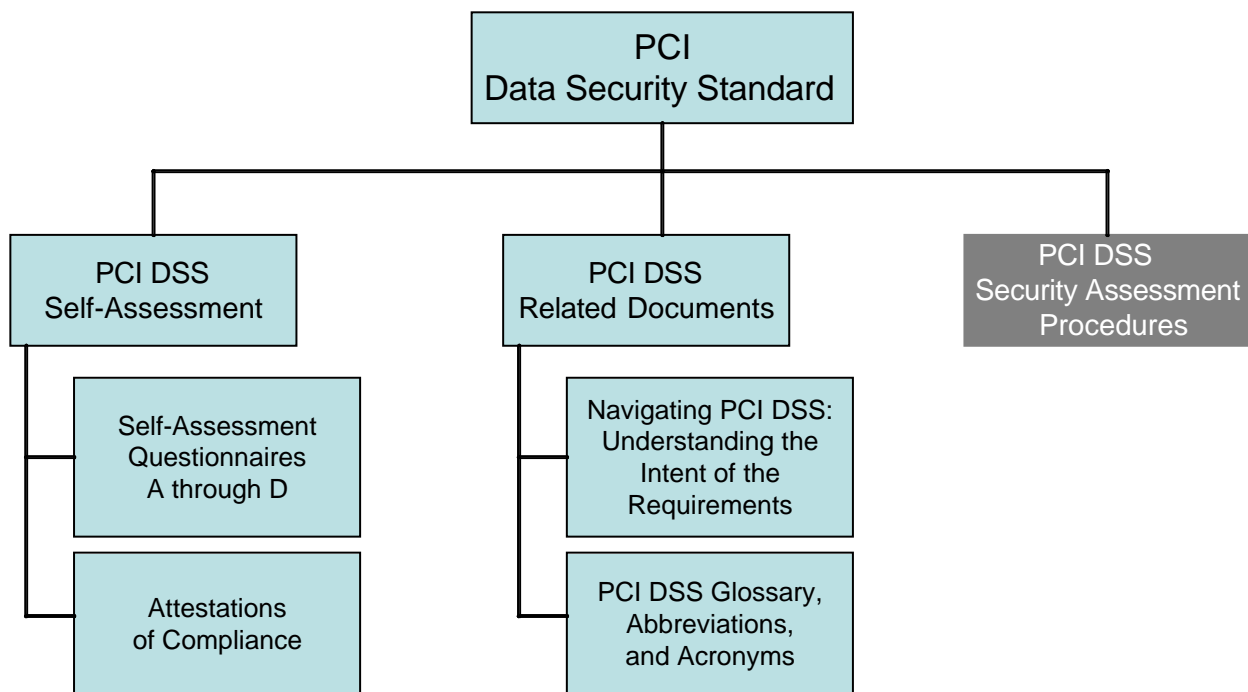 PCI
Data Security Standard
PCI DSS
Self-Assessment
PCI DSS
Related Documents
PCI DSS
Security Assessment
Procedures
Self-Assessment
Questionnaires
A through D
Navigating PCI DSS:
Understanding the
Intent of the
Requirements
Attestations
of Compliance
PCI DSS Glossary,
Abbreviations,
and Acronyms